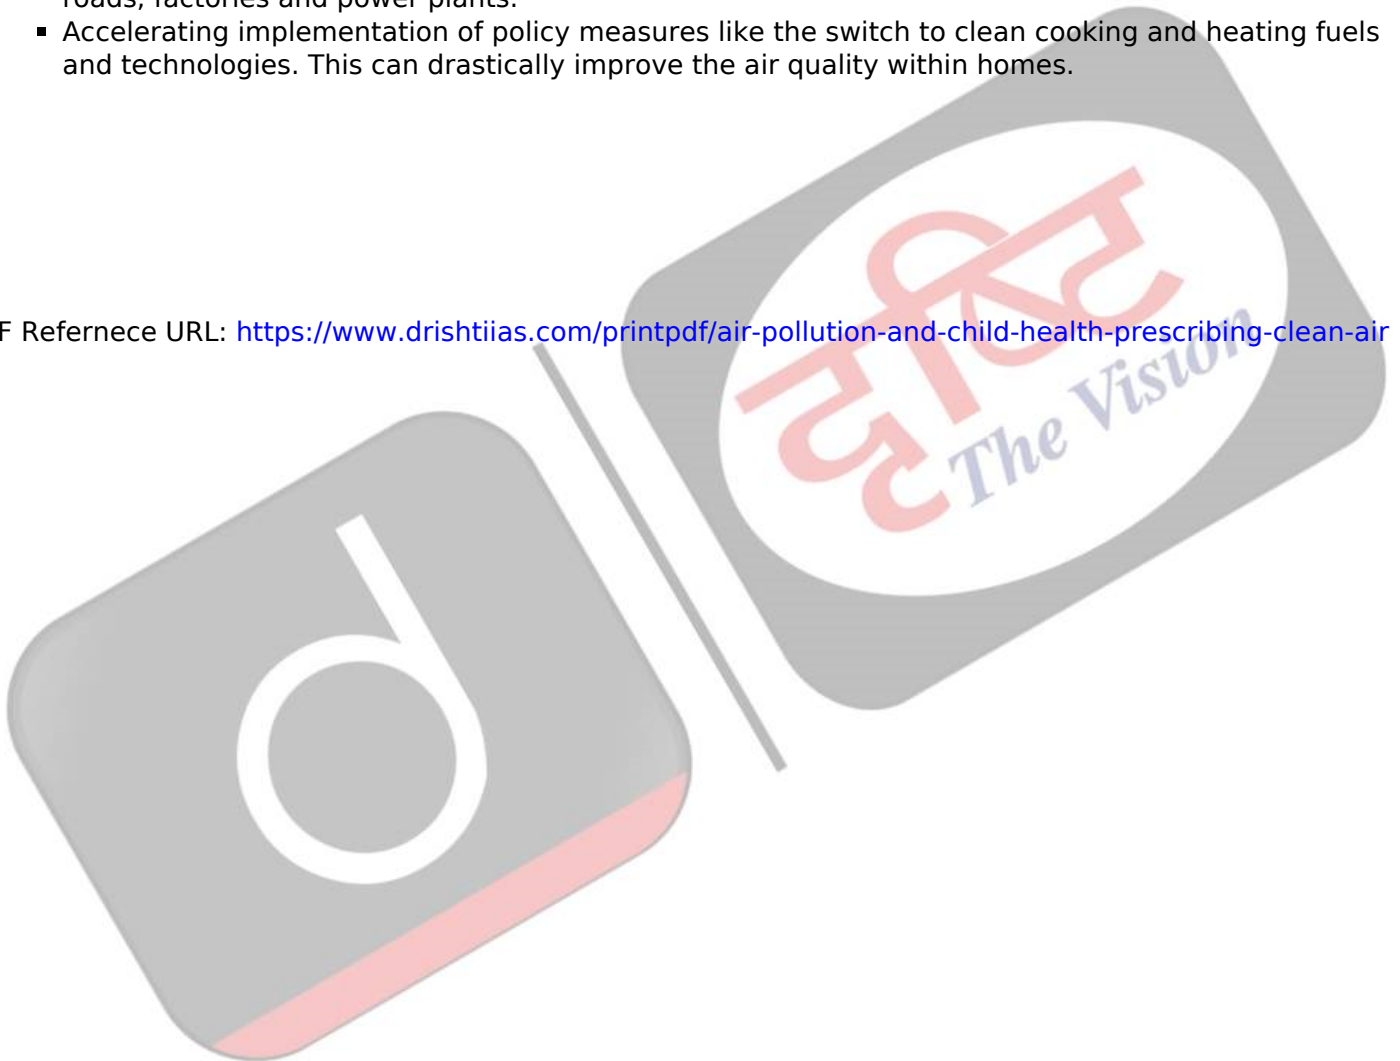 roads, factories and power plants.
▪ Accelerating implementation of policy measures like the switch to clean cooking and heating fuels
and technologies. This can drastically improve the air quality within homes.
F Refernece URL: https://www.drishtiias.com/printpdf/air-pollution-and-child-health-prescribing-clean-air
दृष्टि
The Vision
d